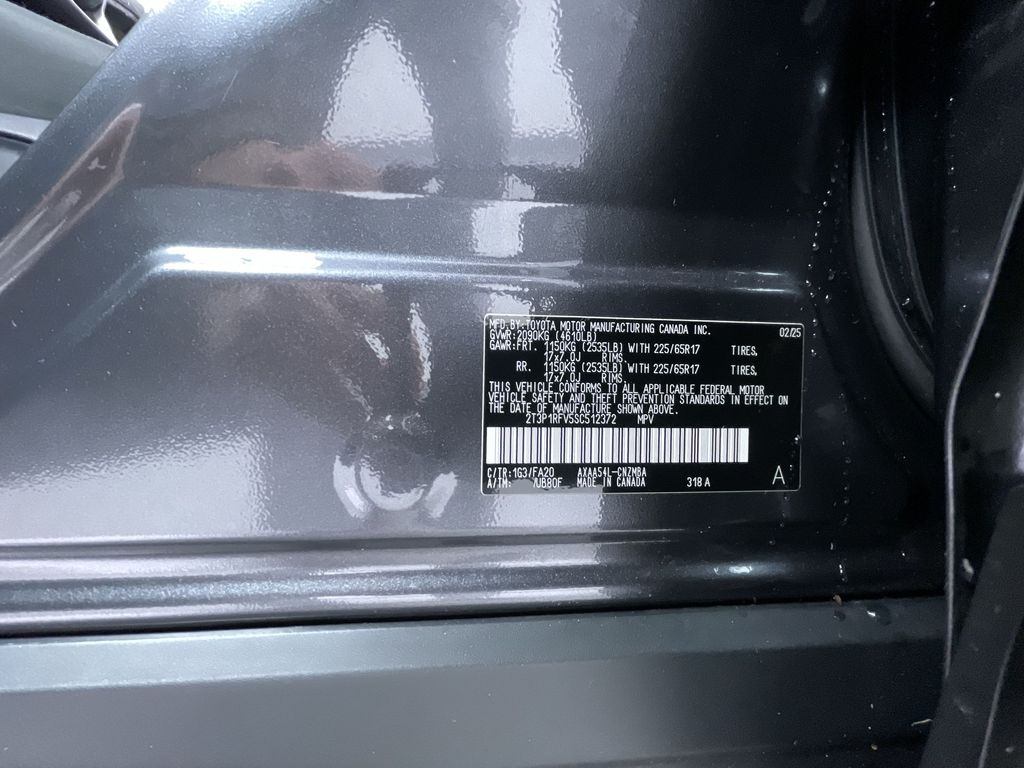 MFD.BY:TOYOTA MOTOR MANUFACTURING CANADA INC. 02/25
GVWR:2090KG (4610LB)
GAWR:FRT. 1150KG (2535LB) WITH 225/65R17 TIRES,
17x7.0J RIMS.
RR. 1150KG (2535LB) WITH 225/65R17 TIRES,
17x7.0J RIMS.
THIS VEHICLE CONFORMS TO ALL APPLICABLE FEDERAL MOTOR
VEHICLE SAFETY AND THEFT PREVENTION STANDARDS IN EFFECT ON
THE DATE OF MANUFACTURE SHOWN ABOVE.
2T3P1RFV5SC512372 MPV
C/TR:1G3/FA20 AXAA54L-CNZMBA
A/TM: /UB80F MADE IN CANADA 318 A A